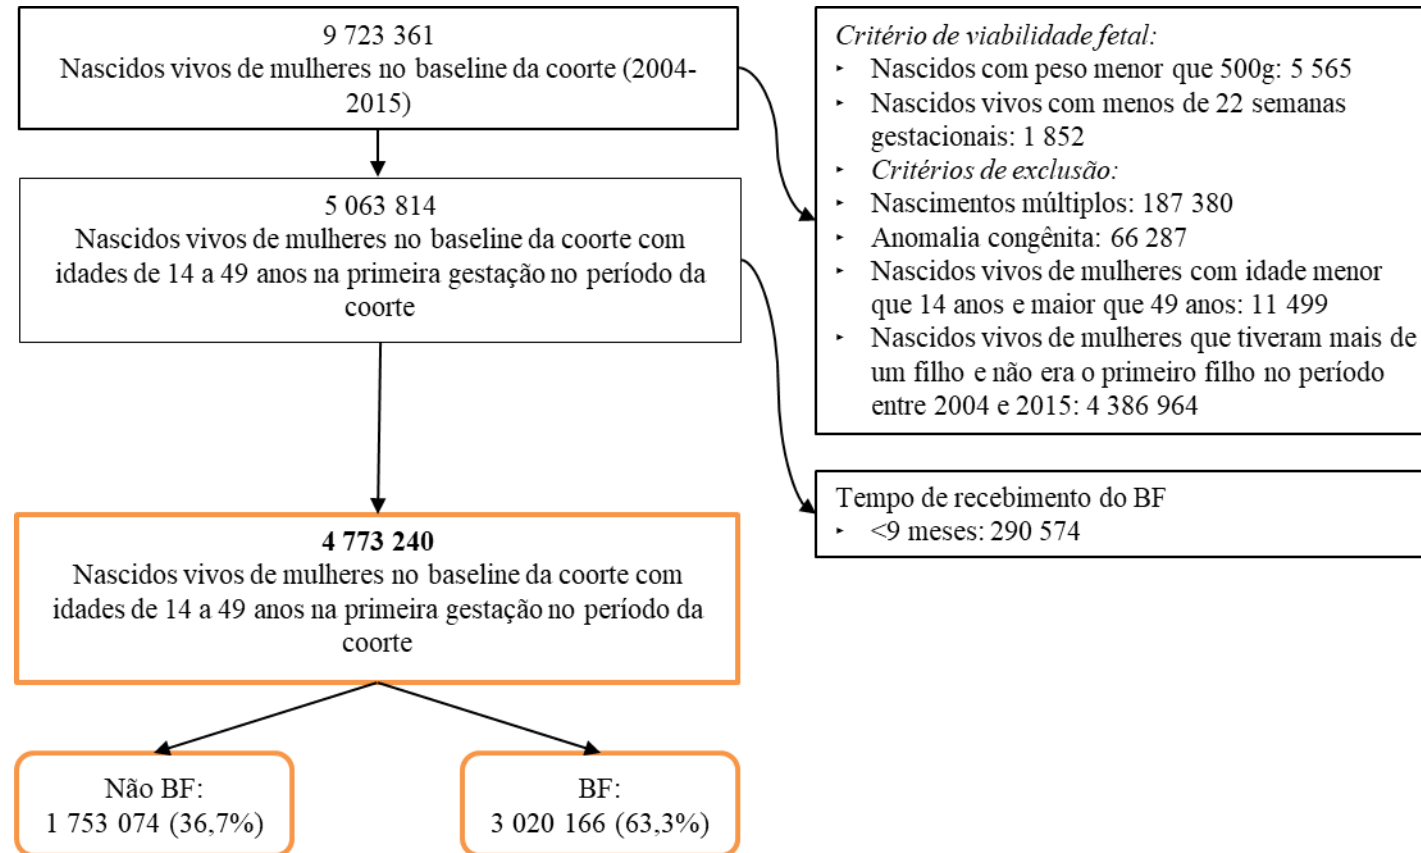 9 723 361
Nascidos vivos de mulheres no baseline da coorte (2004-
2015)
Critério de viabilidade fetal:
‣ Nascidos com peso menor que 500g: 5 565
‣ Nascidos vivos com menos de 22 semanas
gestacionais: 1 852
‣ Critérios de exclusão:
‣ Nascimentos múltiplos: 187 380
‣ Anomalia congênita: 66 287
‣ Nascidos vivos de mulheres com idade menor
que 14 anos e maior que 49 anos: 11 499
‣ Nascidos vivos de mulheres que tiveram mais de
um filho e não era o primeiro filho no período
entre 2004 e 2015: 4 386 964
5 063 814
Nascidos vivos de mulheres no baseline da coorte com
idades de 14 a 49 anos na primeira gestação no período da
coorte
Tempo de recebimento do BF
‣ <9 meses: 290 574
4 773 240
Nascidos vivos de mulheres no baseline da coorte com
idades de 14 a 49 anos na primeira gestação no período da
coorte
Não BF:
1 753 074 (36,7%)
BF:
3 020 166 (63,3%)